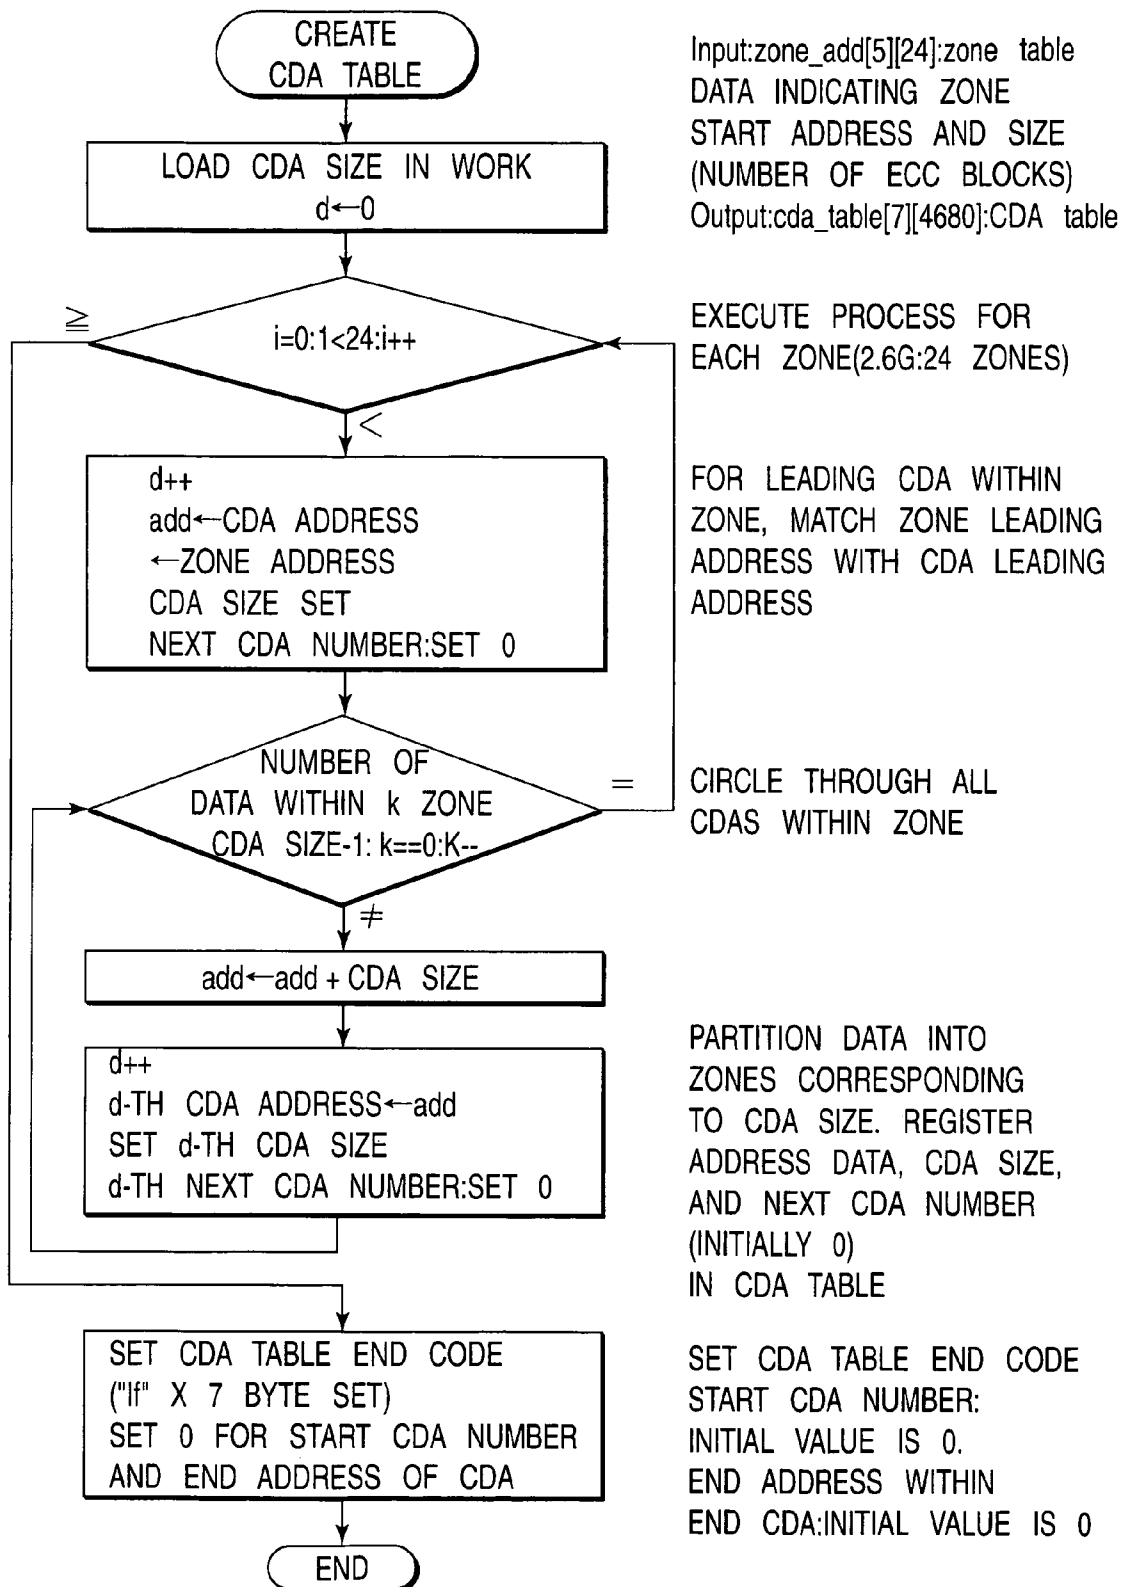 CREATE
CDA TABLE
Input:zone_add[5][24]:zone table
DATA INDICATING ZONE
START ADDRESS AND SIZE
(NUMBER OF ECC BLOCKS)
Output:cda_table[7][4680]:CDA table
LOAD CDA SIZE IN WORK
d←0
≧
i=0:1<24:i++
EXECUTE PROCESS FOR
EACH ZONE(2.6G:24 ZONES)
<
d++
add←CDA ADDRESS
←ZONE ADDRESS
CDA SIZE SET
NEXT CDA NUMBER:SET 0
FOR LEADING CDA WITHIN
ZONE, MATCH ZONE LEADING
ADDRESS WITH CDA LEADING
ADDRESS
NUMBER OF
DATA WITHIN k ZONE
CDA SIZE-1: k==0:K--
=
CIRCLE THROUGH ALL
CDAS WITHIN ZONE
≠
add←add + CDA SIZE
d++
d-TH CDA ADDRESS←add
SET d-TH CDA SIZE
d-TH NEXT CDA NUMBER:SET 0
PARTITION DATA INTO
ZONES CORRESPONDING
TO CDA SIZE. REGISTER
ADDRESS DATA, CDA SIZE,
AND NEXT CDA NUMBER
(INITIALLY 0)
IN CDA TABLE
SET CDA TABLE END CODE
("lf" X 7 BYTE SET)
SET 0 FOR START CDA NUMBER
AND END ADDRESS OF CDA
SET CDA TABLE END CODE
START CDA NUMBER:
INITIAL VALUE IS 0.
END ADDRESS WITHIN
END CDA:INITIAL VALUE IS 0
END